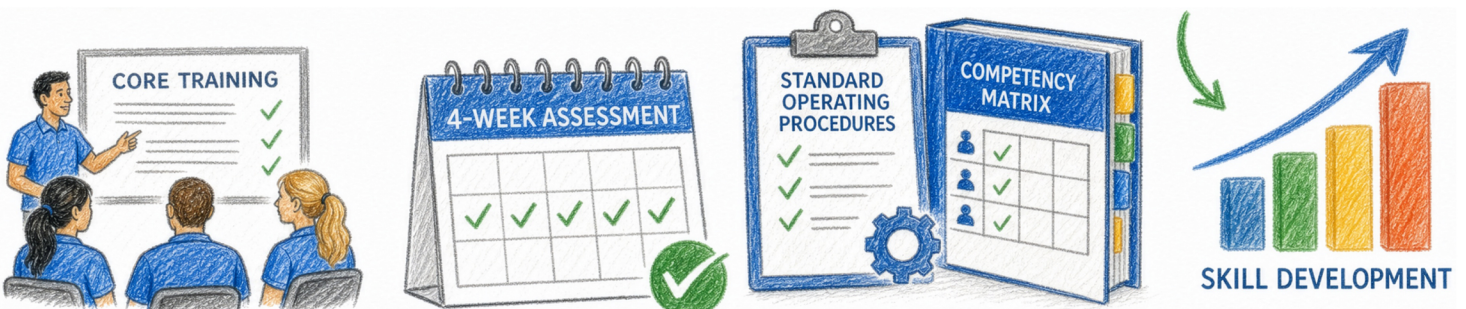 CORE TRAINING
4-WEEK ASSESSMENT
STANDARD
OPERATING
PROCEDURES
COMPETENCY
MATRIX
SKILL DEVELOPMENT